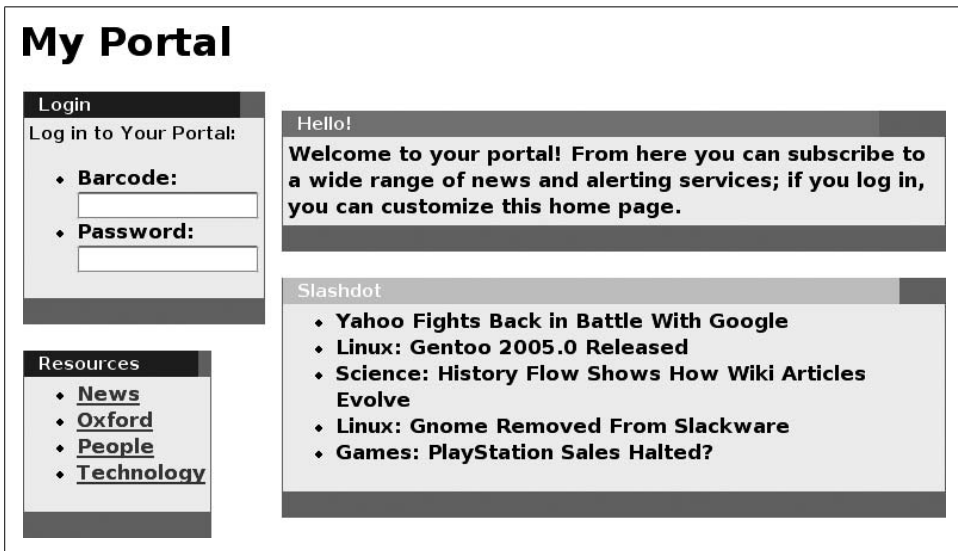 My Portal
Login
Log in to Your Portal:
Barcode:
Password:
Resources
News
Oxford
People
Technology
Hello!
Welcome to your portal! From here you can subscribe to
a wide range of news and alerting services; if you log in,
you can customize this home page.
Slashdot
Yahoo Fights Back in Battle With Google
Linux: Gentoo 2005.0 Released
Science: History Flow Shows How Wiki Articles
Evolve
Linux: Gnome Removed From Slackware
Games: PlayStation Sales Halted?